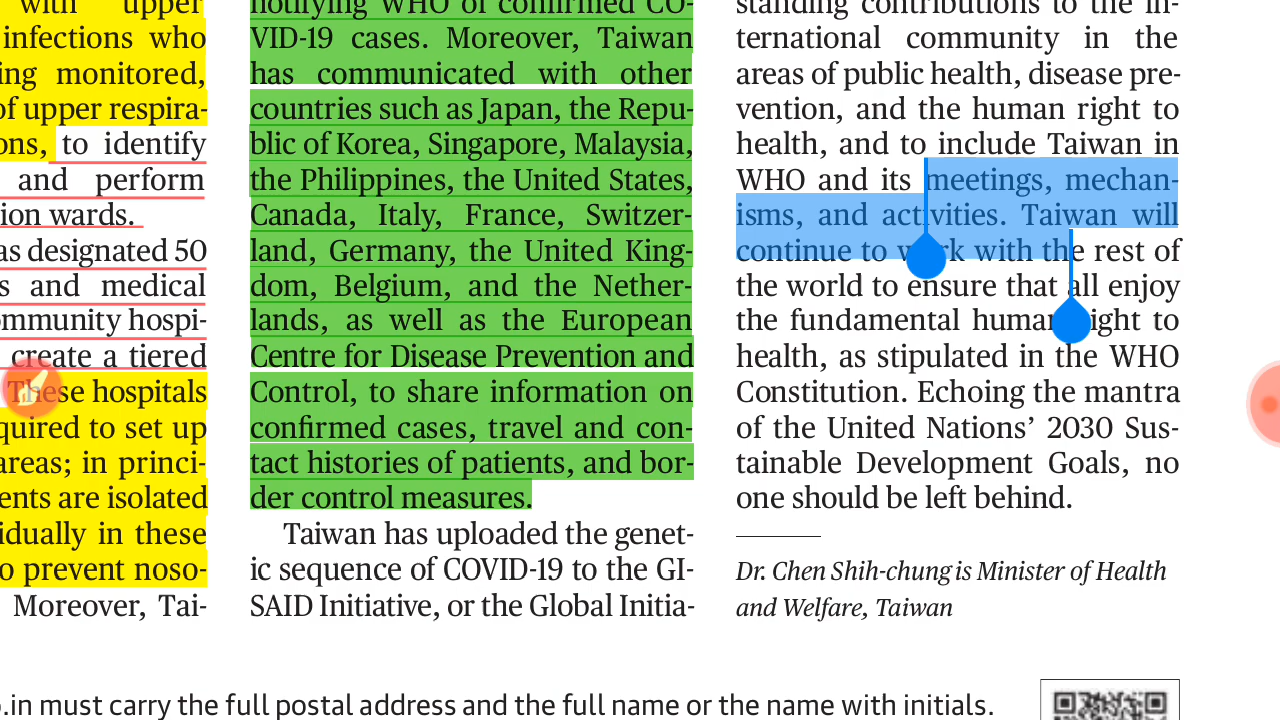 with upper
infections who
ing monitored,
of upper respira-
ons, to identify
and perform
ion wards.
as designated 50
s and medical
ommunity hospi-
create a tiered
These hospitals
quired to set up
areas; in princi-
ents are isolated
idually in these
o prevent noso-
Moreover, Tai-
notifying WHO of confirmed CO-
VID-19 cases. Moreover, Taiwan
has communicated with other
countries such as Japan, the Repu-
blic of Korea, Singapore, Malaysia,
the Philippines, the United States,
Canada, Italy, France, Switzer-
land, Germany, the United King-
dom, Belgium, and the Nether-
lands, as well as the European
Centre for Disease Prevention and
Control, to share information on
confirmed cases, travel and con-
tact histories of patients, and bor-
der control measures.
Taiwan has uploaded the genet-
ic sequence of COVID-19 to the GI-
SAID Initiative, or the Global Initia-
standing contributions to the in-
ternational community in the
areas of public health, disease pre-
vention, and the human right to
health, and to include Taiwan in
WHO and its meetings, mechan-
isms, and activities. Taiwan will
continue to work with the rest of
the world to ensure that all enjoy
the fundamental human right to
health, as stipulated in the WHO
Constitution. Echoing the mantra
of the United Nations’ 2030 Sus-
tainable Development Goals, no
one should be left behind.
Dr. Chen Shih-chung is Minister of Health
and Welfare, Taiwan
.in must carry the full postal address and the full name or the name with initials.